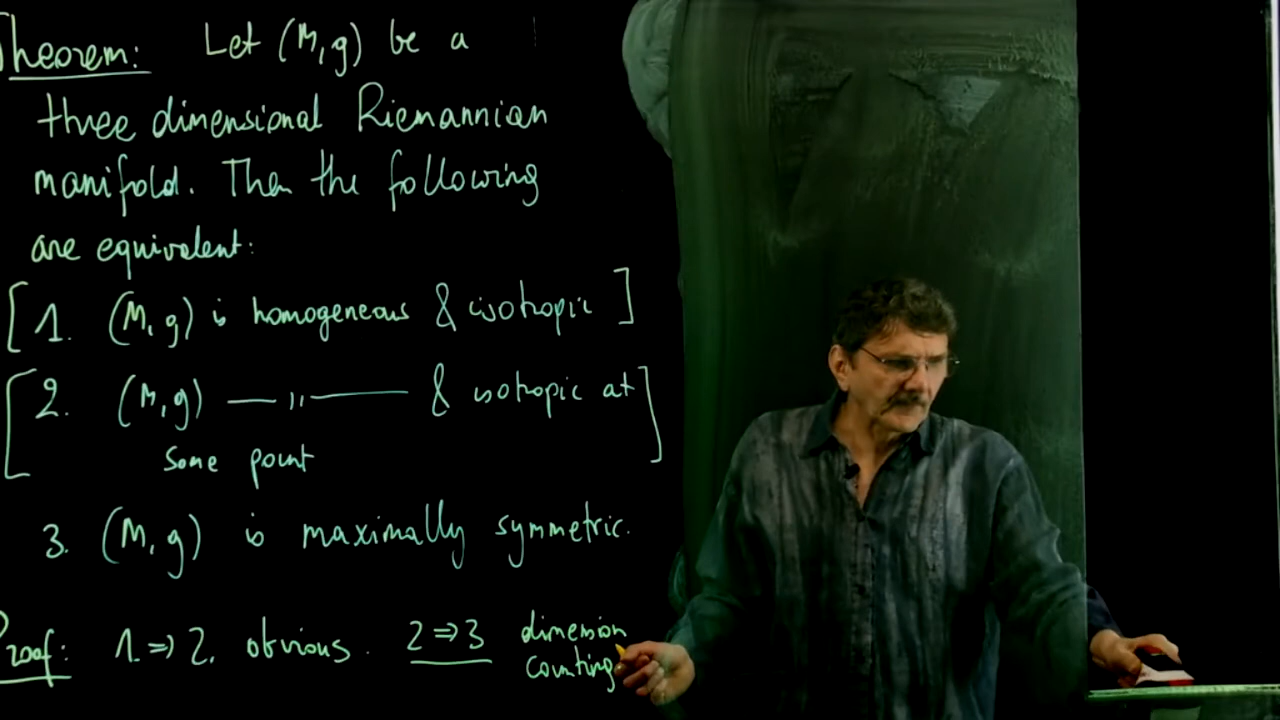 Theorem: Let (M, g) be a
three dimensional Riemannian
manifold. Then the following
are equivalent:
[1. (M, g) is homogeneous & isotropic]
[2. (M, g) —— " —— & isotropic at
some point]
3. (M, g) is maximally symmetric.
Proof: 1. => 2. obvious. 2 => 3 dimension
counting